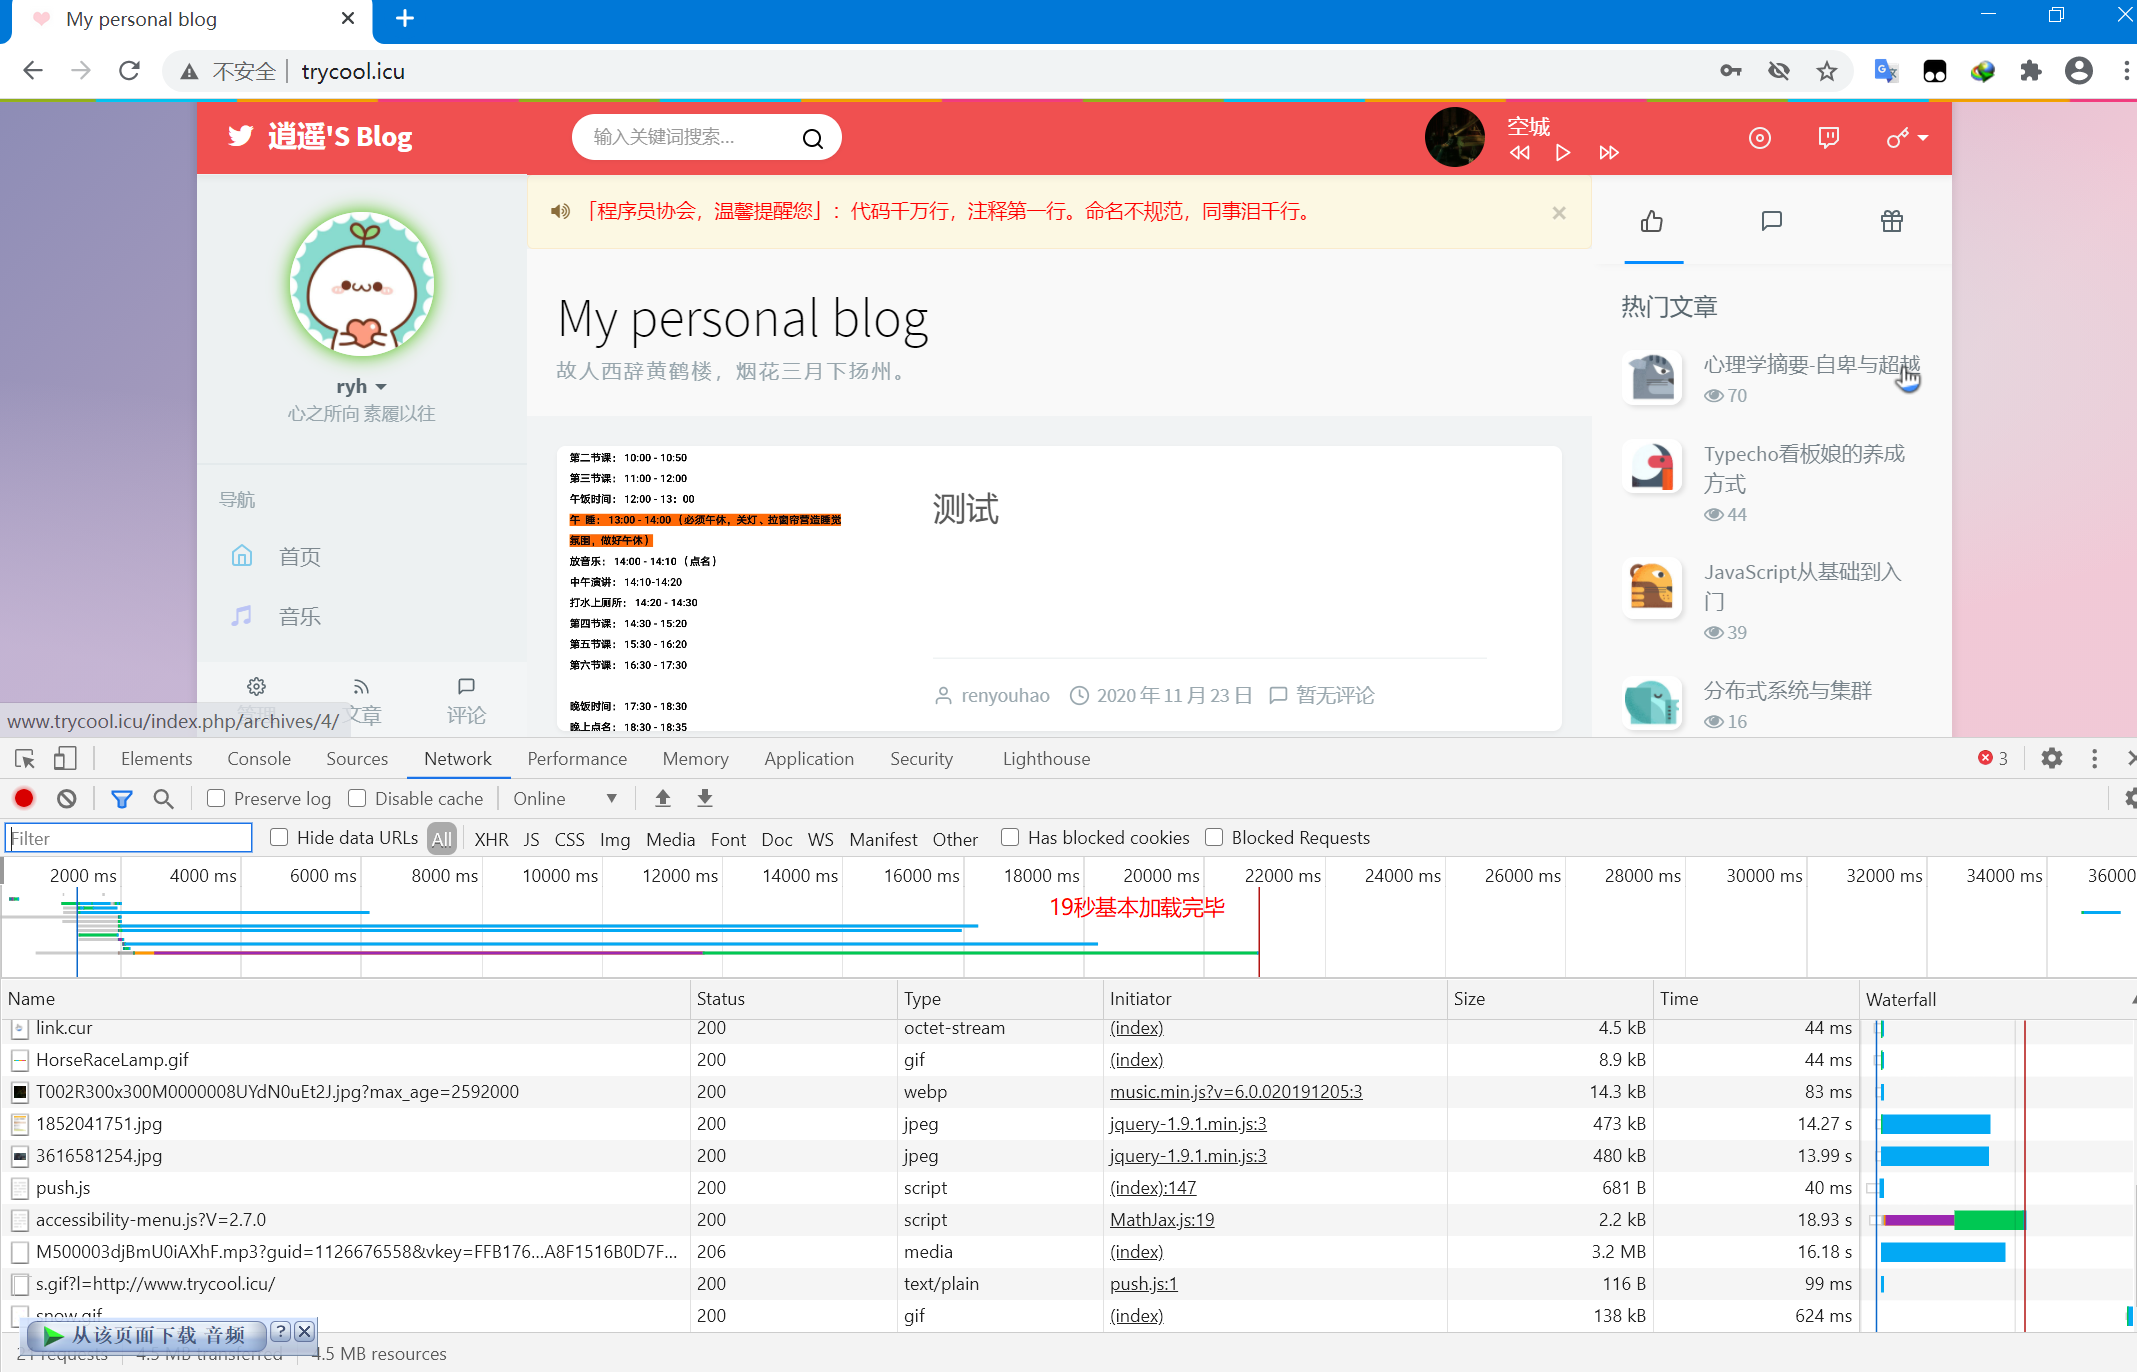 My personal blog
不安全
trycool.icu
逍遥'S Blog
输入关键词搜索...
空城
「程序员协会，温馨提醒您」：代码千万行，注释第一行。命名不规范，同事泪千行。
ryh
心之所向 素履以往
导航
首页
音乐
文章
评论
www.trycool.icu/index.php/archives/4/
My personal blog
故人西辞黄鹤楼，烟花三月下扬州。
第二节课： 10:00 - 10:50
第三节课： 11:00 - 12:00
午饭时间： 12:00 - 13：00
午 睡： 13:00 - 14:00 （必须午休，关灯、拉窗帘营造睡觉
氛围，做好午休）
放音乐： 14:00 - 14:10 （点名）
中午演讲： 14:10-14:20
打水上厕所： 14:20 - 14:30
第四节课： 14:30 - 15:20
第五节课： 15:30 - 16:20
第六节课： 16:30 - 17:30
晚饭时间： 17:30 - 18:30
晚上点名： 18:30 - 18:35
测试
renyouhao 2020 年 11 月 23 日 暂无评论
热门文章
心理学摘要-自卑与超越
70
Typecho看板娘的养成
方式
44
JavaScript从基础到入
门
39
分布式系统与集群
16
Elements Console Sources Network Performance Memory Application Security Lighthouse 3
Preserve log Disable cache Online
Filter Hide data URLs All XHR JS CSS Img Media Font Doc WS Manifest Other Has blocked cookies Blocked Requests
2000 ms 4000 ms 6000 ms 8000 ms 10000 ms 12000 ms 14000 ms 16000 ms 18000 ms 20000 ms 22000 ms 24000 ms 26000 ms 28000 ms 30000 ms 32000 ms 34000 ms 36000
19秒基本加载完毕
Name Status Type Initiator Size Time Waterfall
link.cur 200 octet-stream (index) 4.5 kB 44 ms
HorseRaceLamp.gif 200 gif (index) 8.9 kB 44 ms
T002R300x300M0000008UYdN0uEt2J.jpg?max_age=2592000 200 webp music.min.js?v=6.0.020191205:3 14.3 kB 83 ms
1852041751.jpg 200 jpeg jquery-1.9.1.min.js:3 473 kB 14.27 s
3616581254.jpg 200 jpeg jquery-1.9.1.min.js:3 480 kB 13.99 s
push.js 200 script (index):147 681 B 40 ms
accessibility-menu.js?V=2.7.0 200 script MathJax.js:19 2.2 kB 18.93 s
M500003djBmU0iAXhF.mp3?guid=1126676558&vkey=FFB176...A8F1516B0D7F... 206 media (index) 3.2 MB 16.18 s
s.gif?l=http://www.trycool.icu/ 200 text/plain push.js:1 116 B 99 ms
snow.gif 200 gif (index) 138 kB 624 ms
从该页面下载 音频
requests 4.5 MB transferred 4.5 MB resources